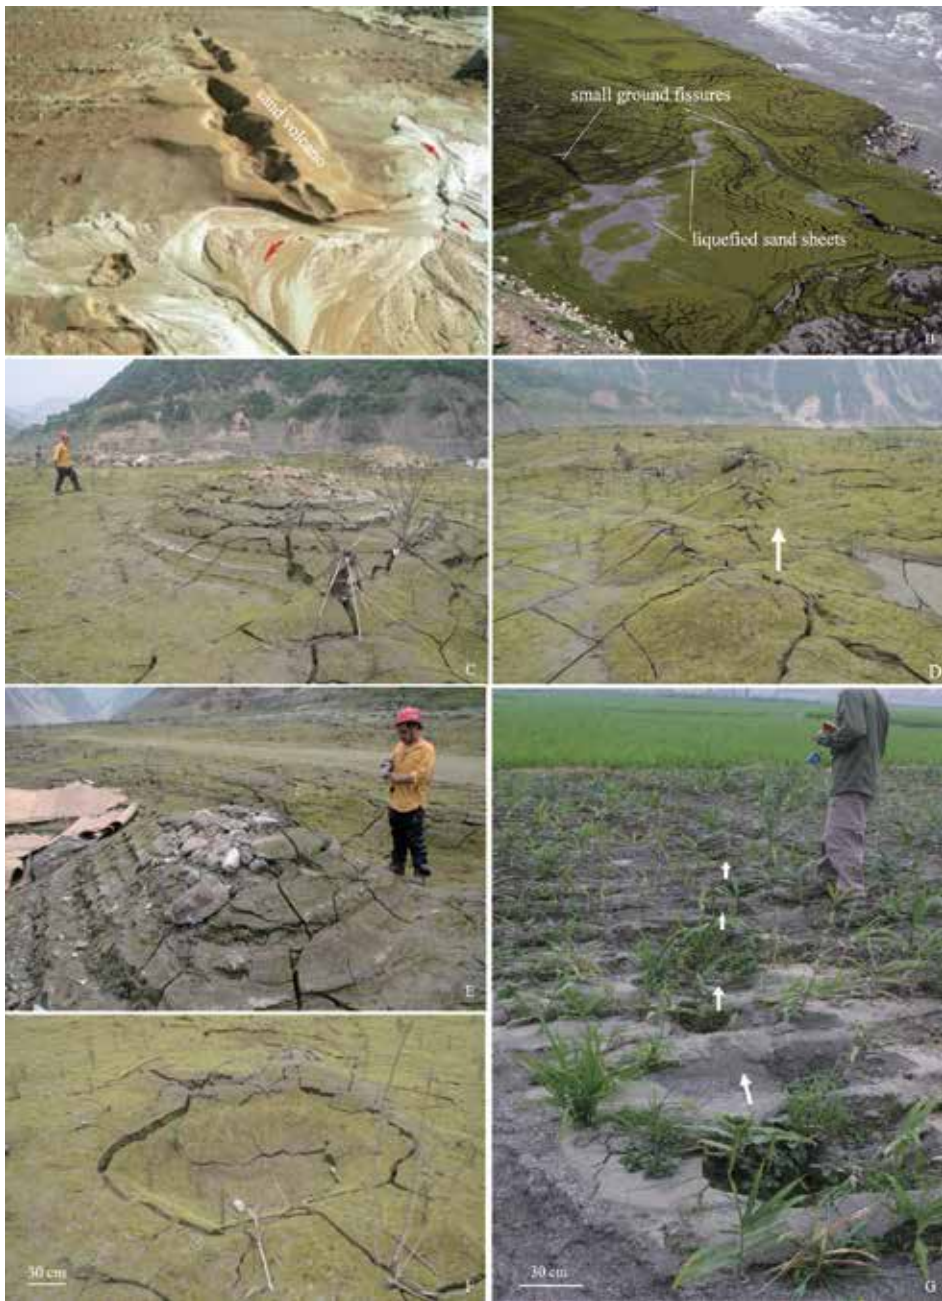 sand volcano
small ground fissures
liquefied sand sheets
B
C
D
E
F
G
30 cm
30 cm